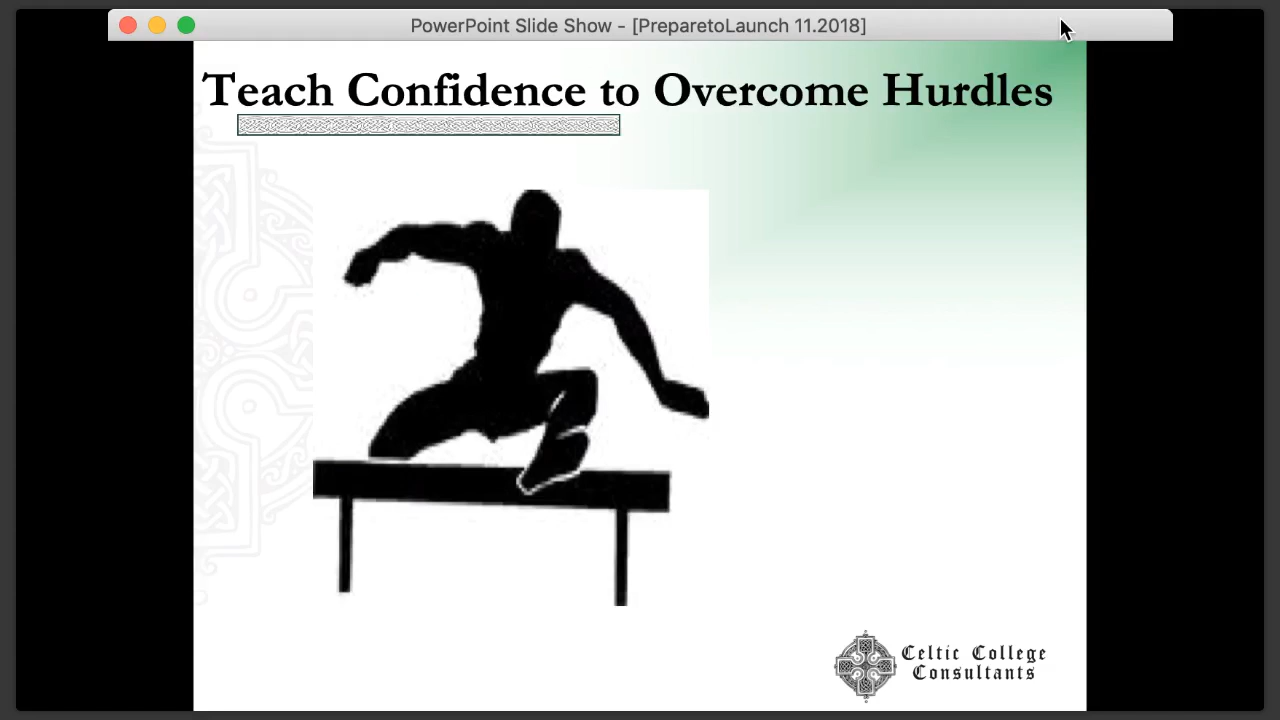 PowerPoint Slide Show - [PreparetoLaunch 11.2018]
Teach Confidence to Overcome Hurdles
Celtic College
Consultants